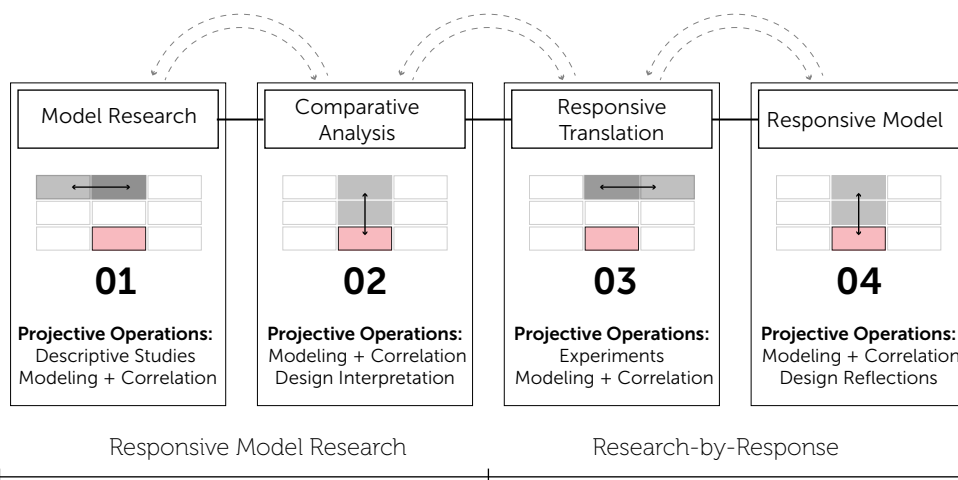 Model Research
01
Projective Operations:
Descriptive Studies
Modeling + Correlation
Comparative
Analysis
02
Projective Operations:
Modeling + Correlation
Design Interpretation
Responsive
Translation
03
Projective Operations:
Experiments
Modeling + Correlation
Responsive Model
04
Projective Operations:
Modeling + Correlation
Design Reflections
Responsive Model Research
Research-by-Response